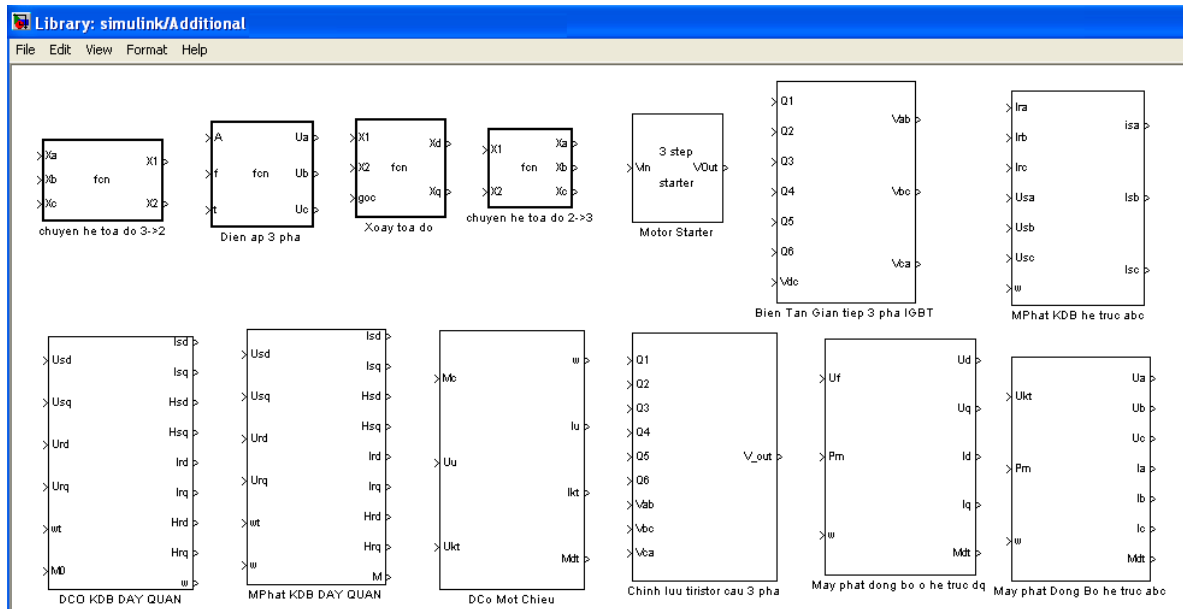 Library: simulink/Additional
File Edit View Format Help
Xa
Xb
Xc
fcn
X1
X2
chuyen he toa do 3->2
A
f
t
fcn
Ua
Ub
Uc
Dien ap 3 pha
X1
X2
goc
fcn
Xd
Xq
Xoay toa do
X1
X2
fcn
Xa
Xb
Xc
chuyen he toa do 2->3
VIn
3 step
starter
VOut
Motor Starter
Q1
Q2
Q3
Q4
Q5
Q6
Vdc
Vab
Vbc
Vca
Bien Tan Gian tiep 3 pha IGBT
Ira
Irb
Irc
Usa
Usb
Usc
w
isa
Isb
Isc
MPhat KDB he truc abc
Usd
Usq
Urd
Urq
wt
M0
Isd
Isq
Hsd
Hsq
Ird
Irq
Hrd
Hrq
w
DCO KDB DAY QUAN
Usd
Usq
Urd
Urq
wt
w
Isd
Isq
Hsd
Hsq
Ird
Irq
Hrd
Hrq
M
MPhat KDB DAY QUAN
Mc
Uu
Ukt
w
Iu
Ikt
Mdt
DCo Mot Chieu
Q1
Q2
Q3
Q4
Q5
Q6
Vab
Vbc
Vca
V_out
Chinh luu tiristor cau 3 pha
Uf
Pm
w
Ud
Uq
Id
Iq
Mdt
May phat dong bo o he truc dq
Ukt
Pm
w
Ua
Ub
Uc
Ia
Ib
Ic
Mdt
May phat Dong Bo he truc abc